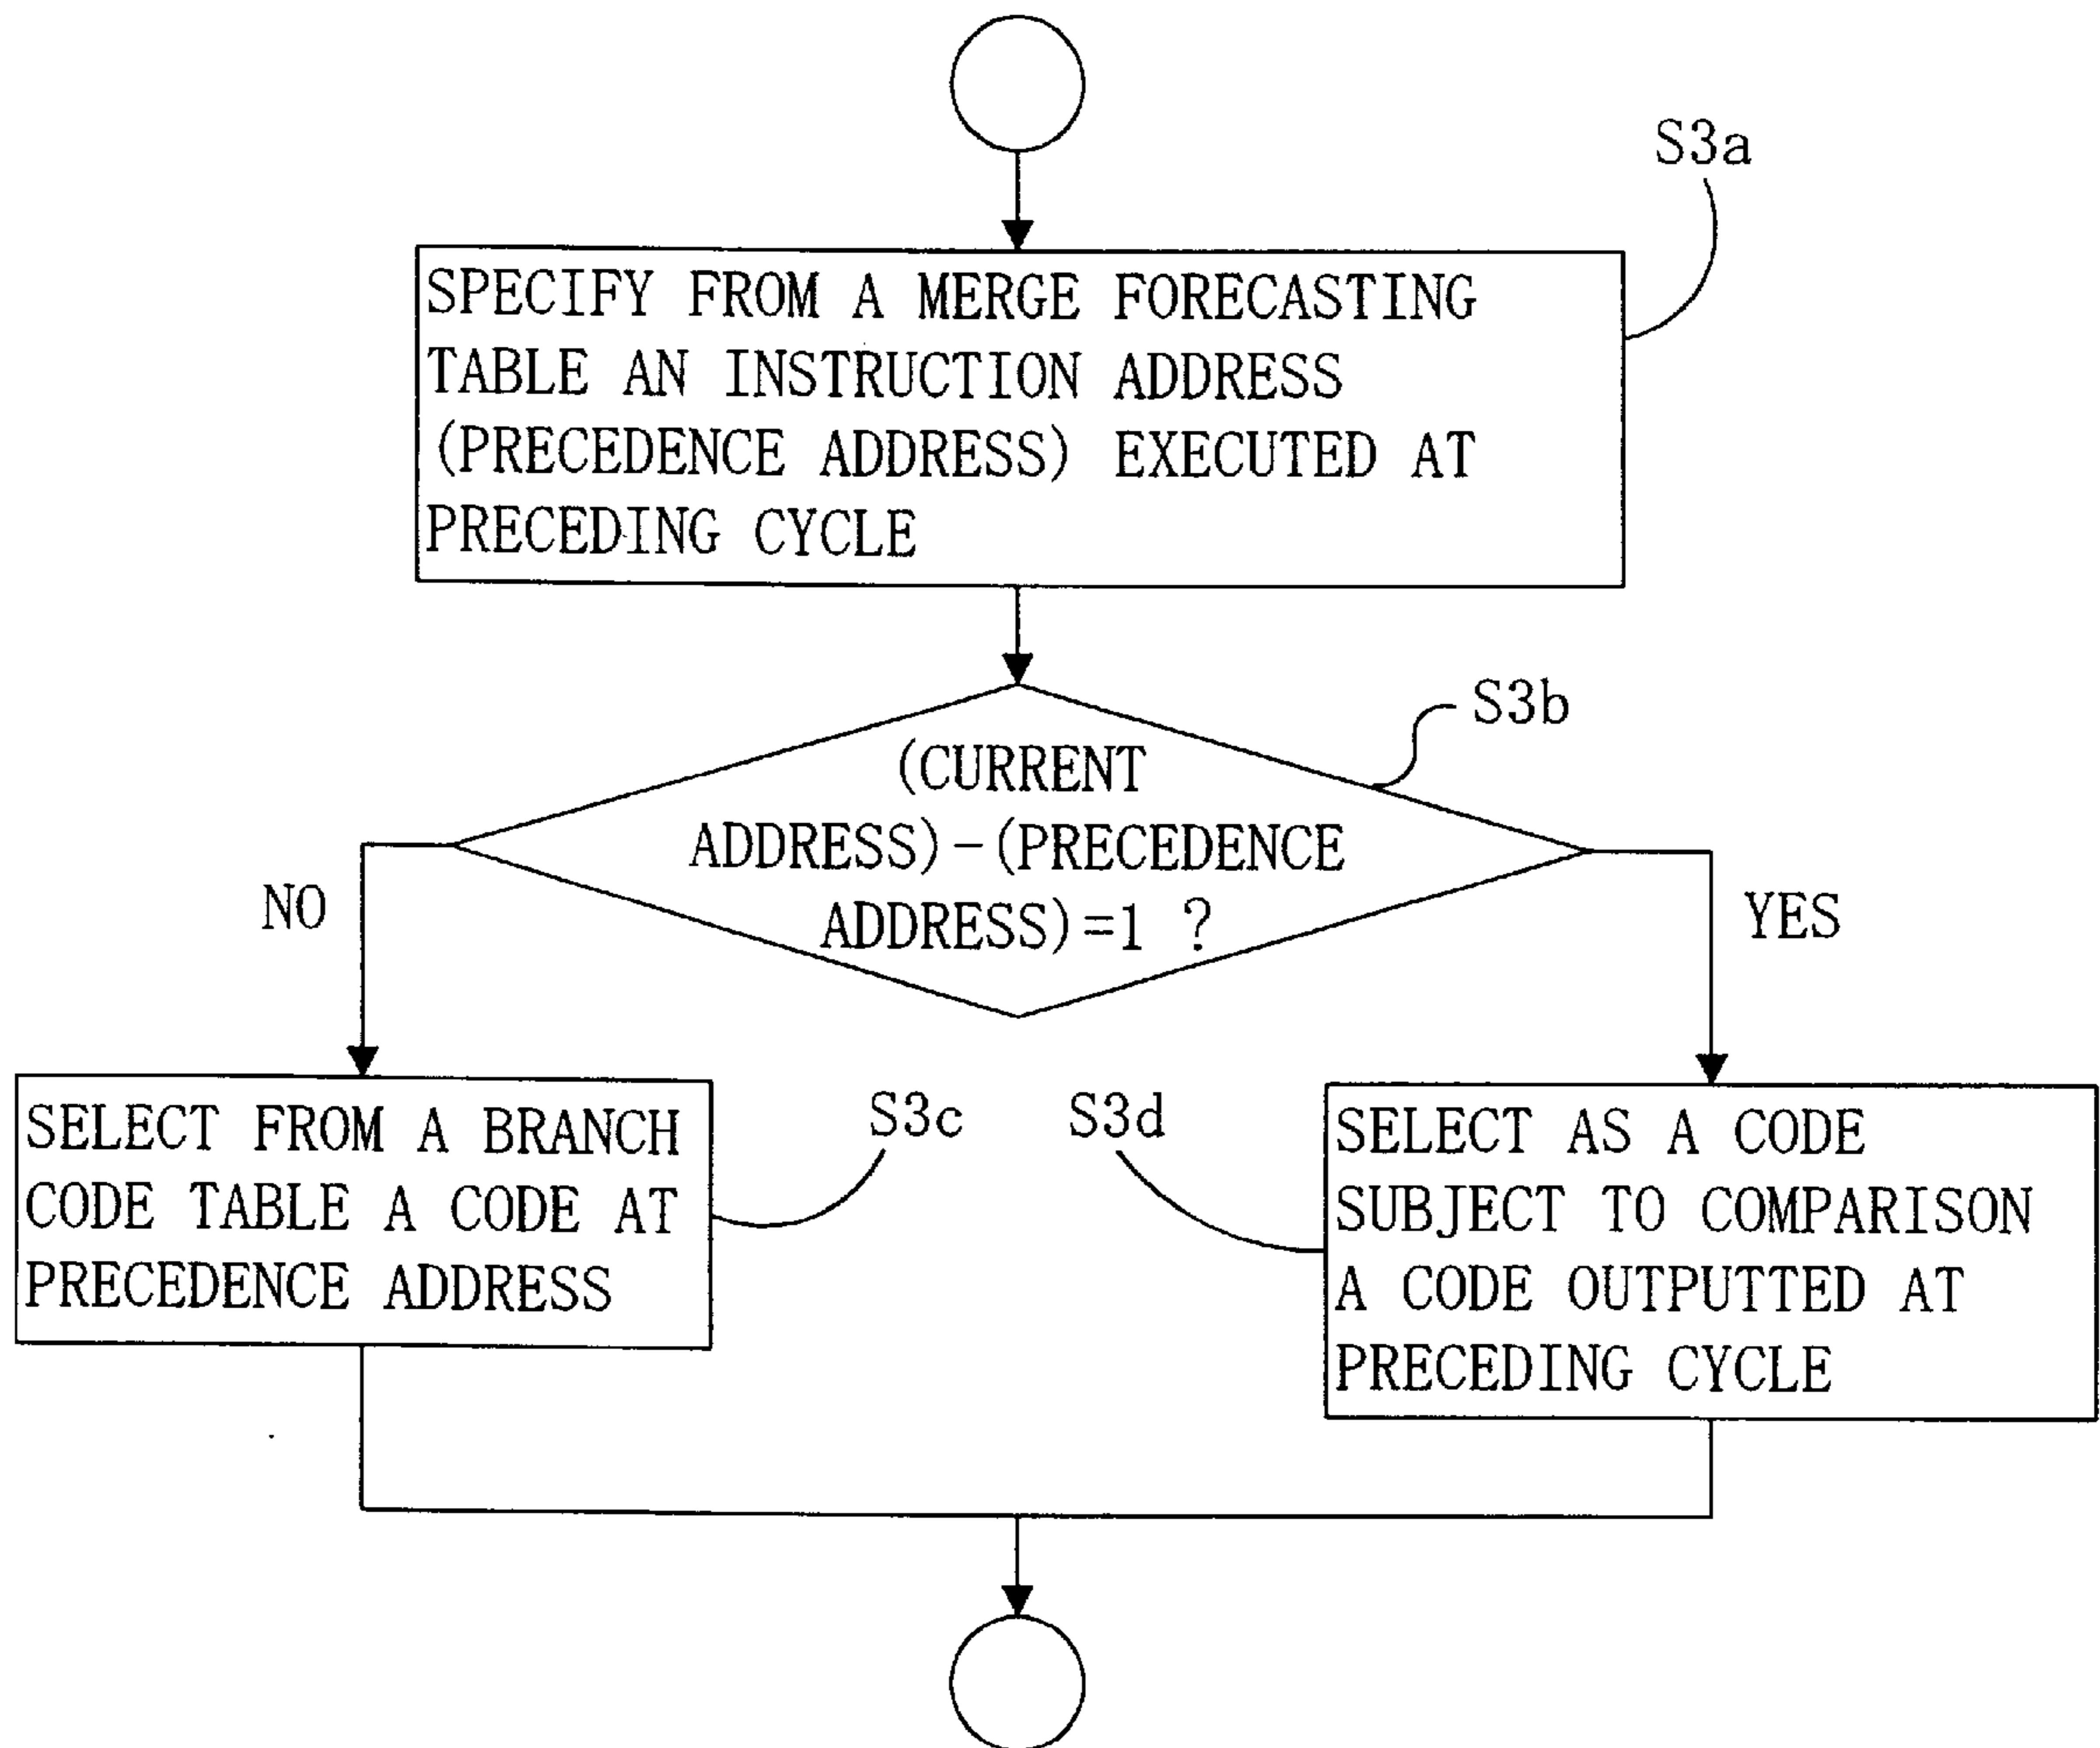 S3a
SPECIFY FROM A MERGE FORECASTING
TABLE AN INSTRUCTION ADDRESS
(PRECEDENCE ADDRESS) EXECUTED AT
PRECEDING CYCLE
S3b
(CURRENT
ADDRESS)-(PRECEDENCE
ADDRESS)=1 ?
NO
YES
S3c
SELECT FROM A BRANCH
CODE TABLE A CODE AT
PRECEDENCE ADDRESS
S3d
SELECT AS A CODE
SUBJECT TO COMPARISON
A CODE OUTPUTTED AT
PRECEDING CYCLE